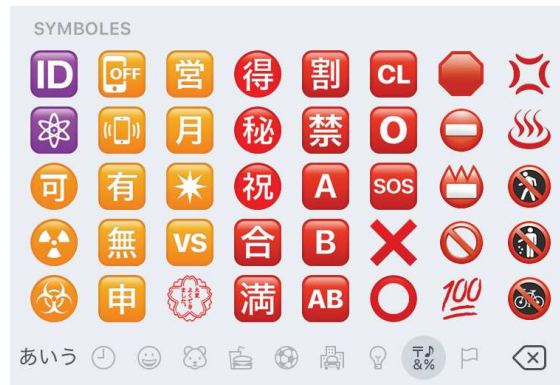 SYMBOLES
ID OFF 営 得 割 CL
月 秘 禁 O
可 有 祝 A SOS
無 VS 合 B
申 満 AB 100
あいう 〒♪
&%